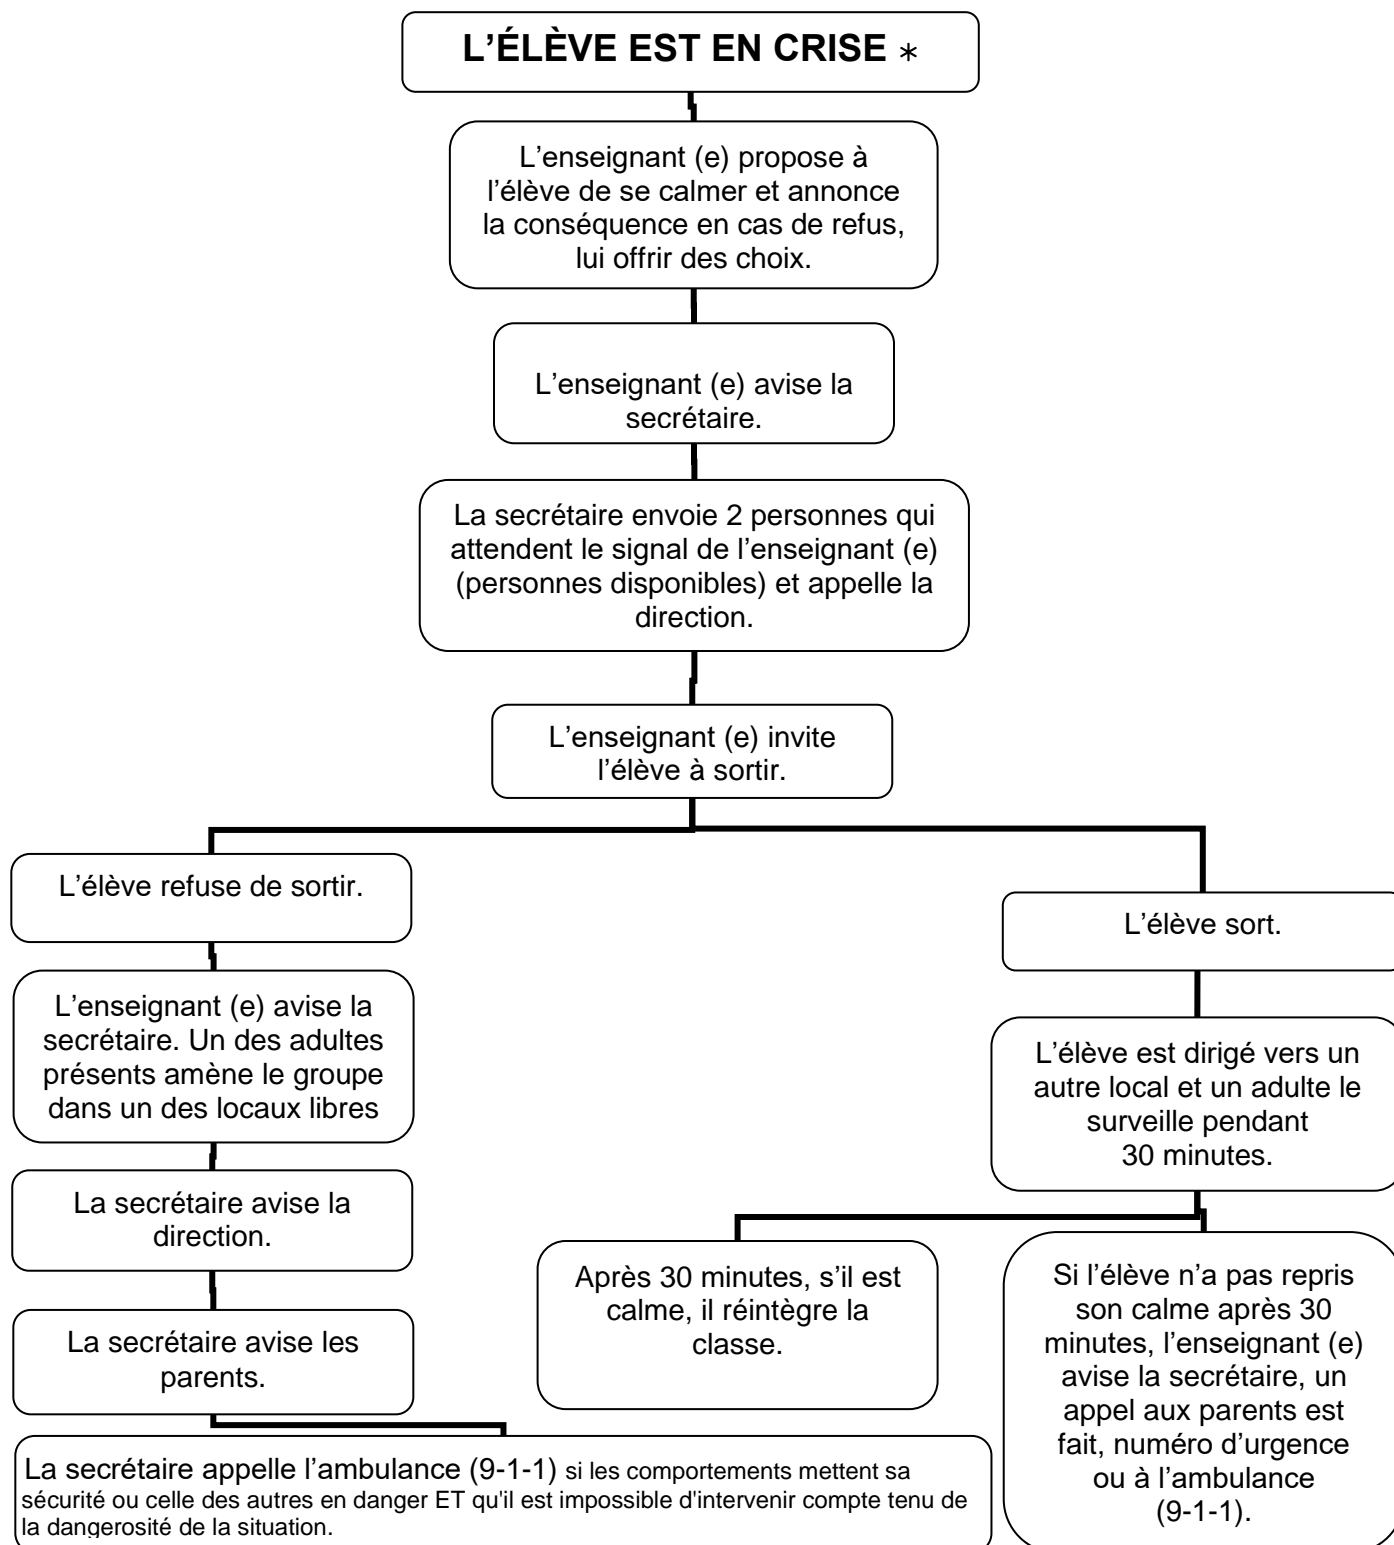 L’ÉLÈVE EST EN CRISE *
L’enseignant (e) propose à
l’élève de se calmer et annonce
la conséquence en cas de refus,
lui offrir des choix.
L’enseignant (e) avise la
secrétaire.
La secrétaire envoie 2 personnes qui
attendent le signal de l’enseignant (e)
(personnes disponibles) et appelle la
direction.
L’enseignant (e) invite
l’élève à sortir.
L’élève refuse de sortir.
L’enseignant (e) avise la
secrétaire. Un des adultes
présents amène le groupe
dans un des locaux libres
La secrétaire avise la
direction.
La secrétaire avise les
parents.
La secrétaire appelle l’ambulance (9-1-1) si les comportements mettent sa
sécurité ou celle des autres en danger ET qu'il est impossible d'intervenir compte tenu de
la dangerosité de la situation.
L’élève sort.
L’élève est dirigé vers un
autre local et un adulte le
surveille pendant
30 minutes.
Après 30 minutes, s’il est
calme, il réintègre la
classe.
Si l’élève n’a pas repris
son calme après 30
minutes, l’enseignant (e)
avise la secrétaire, un
appel aux parents est
fait, numéro d’urgence
ou à l’ambulance
(9-1-1).